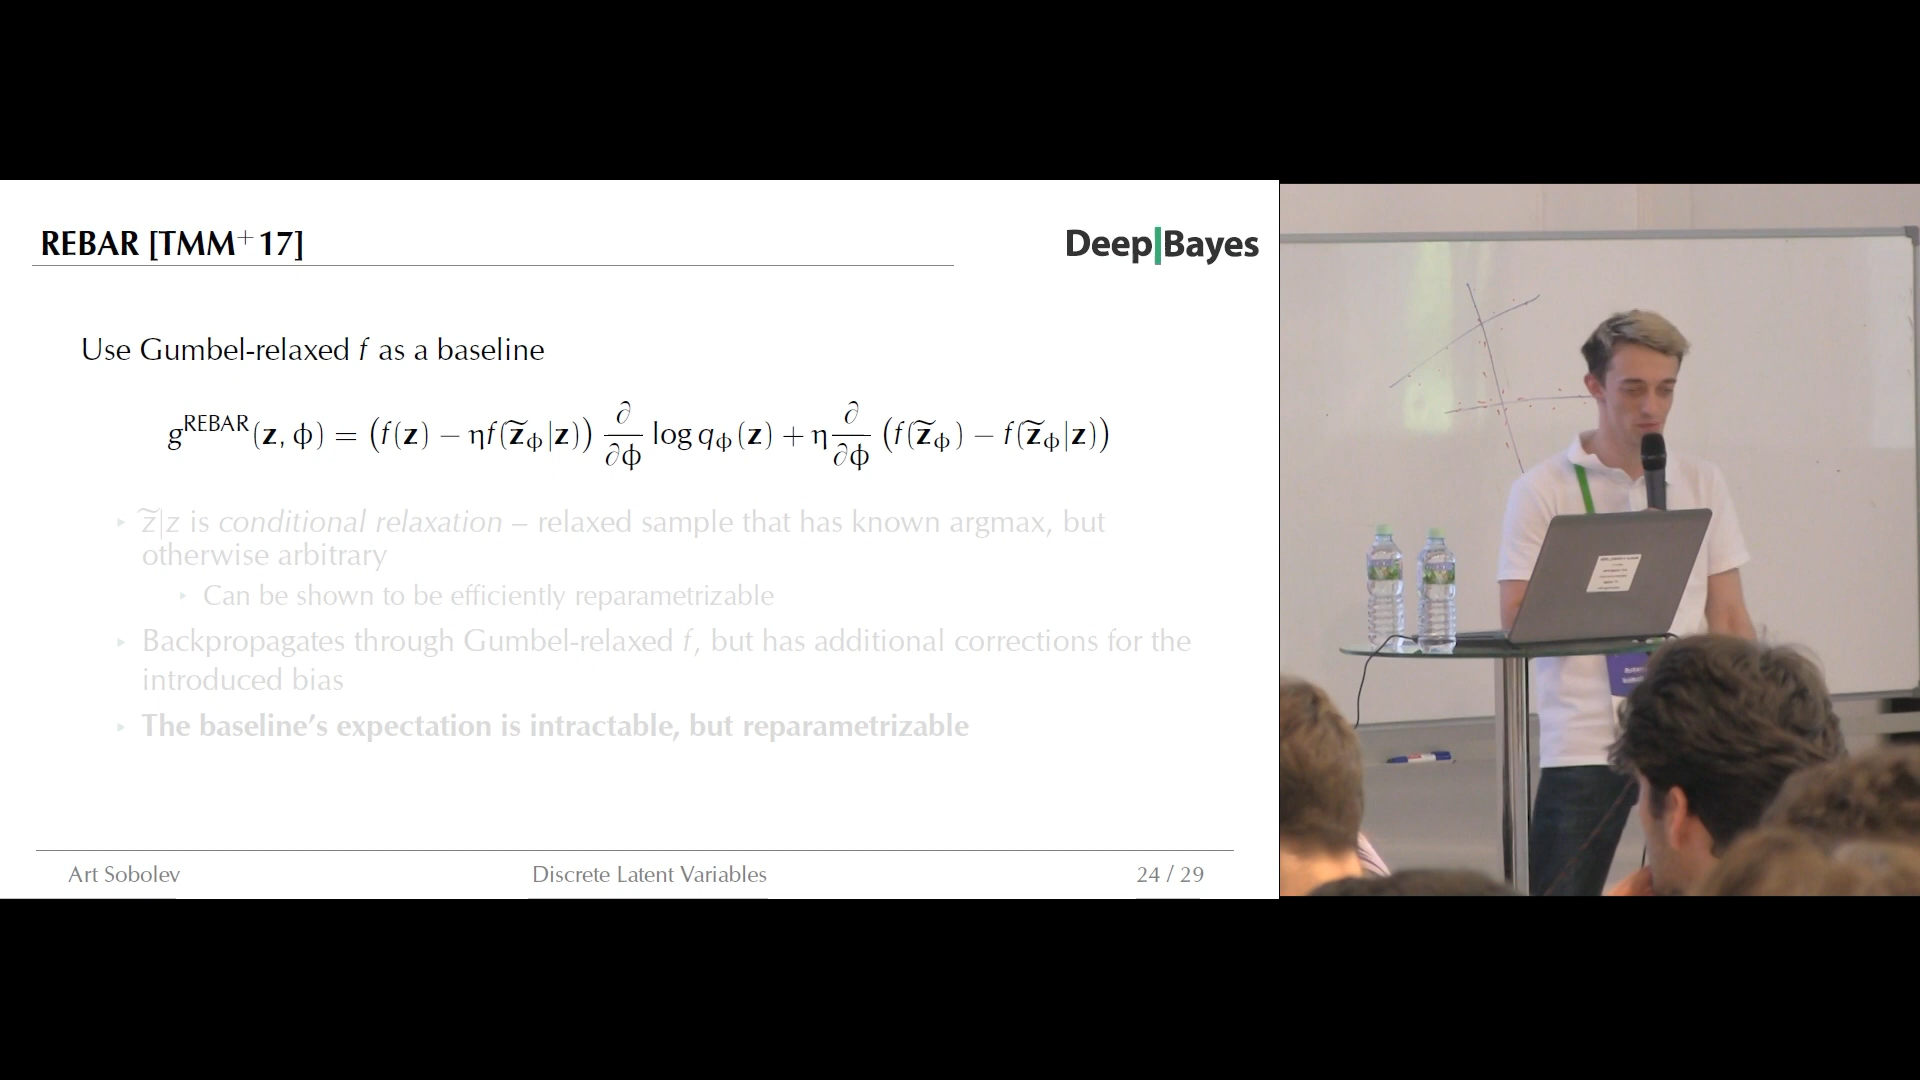 REBAR [TMM⁺17]
Deep|Bayes
Use Gumbel-relaxed f as a baseline
g^REBAR(z, ϕ) = (f(z) − ηf(z̃_ϕ|z)) ∂/∂ϕ log q_ϕ(z) + η ∂/∂ϕ (f(z̃_ϕ) − f(z̃_ϕ|z))
▸ z̃|z is conditional relaxation – relaxed sample that has known argmax, but
otherwise arbitrary
▸ Can be shown to be efficiently reparametrizable
▸ Backpropagates through Gumbel-relaxed f, but has additional corrections for the
introduced bias
▸ The baseline's expectation is intractable, but reparametrizable
Art Sobolev
Discrete Latent Variables
24 / 29